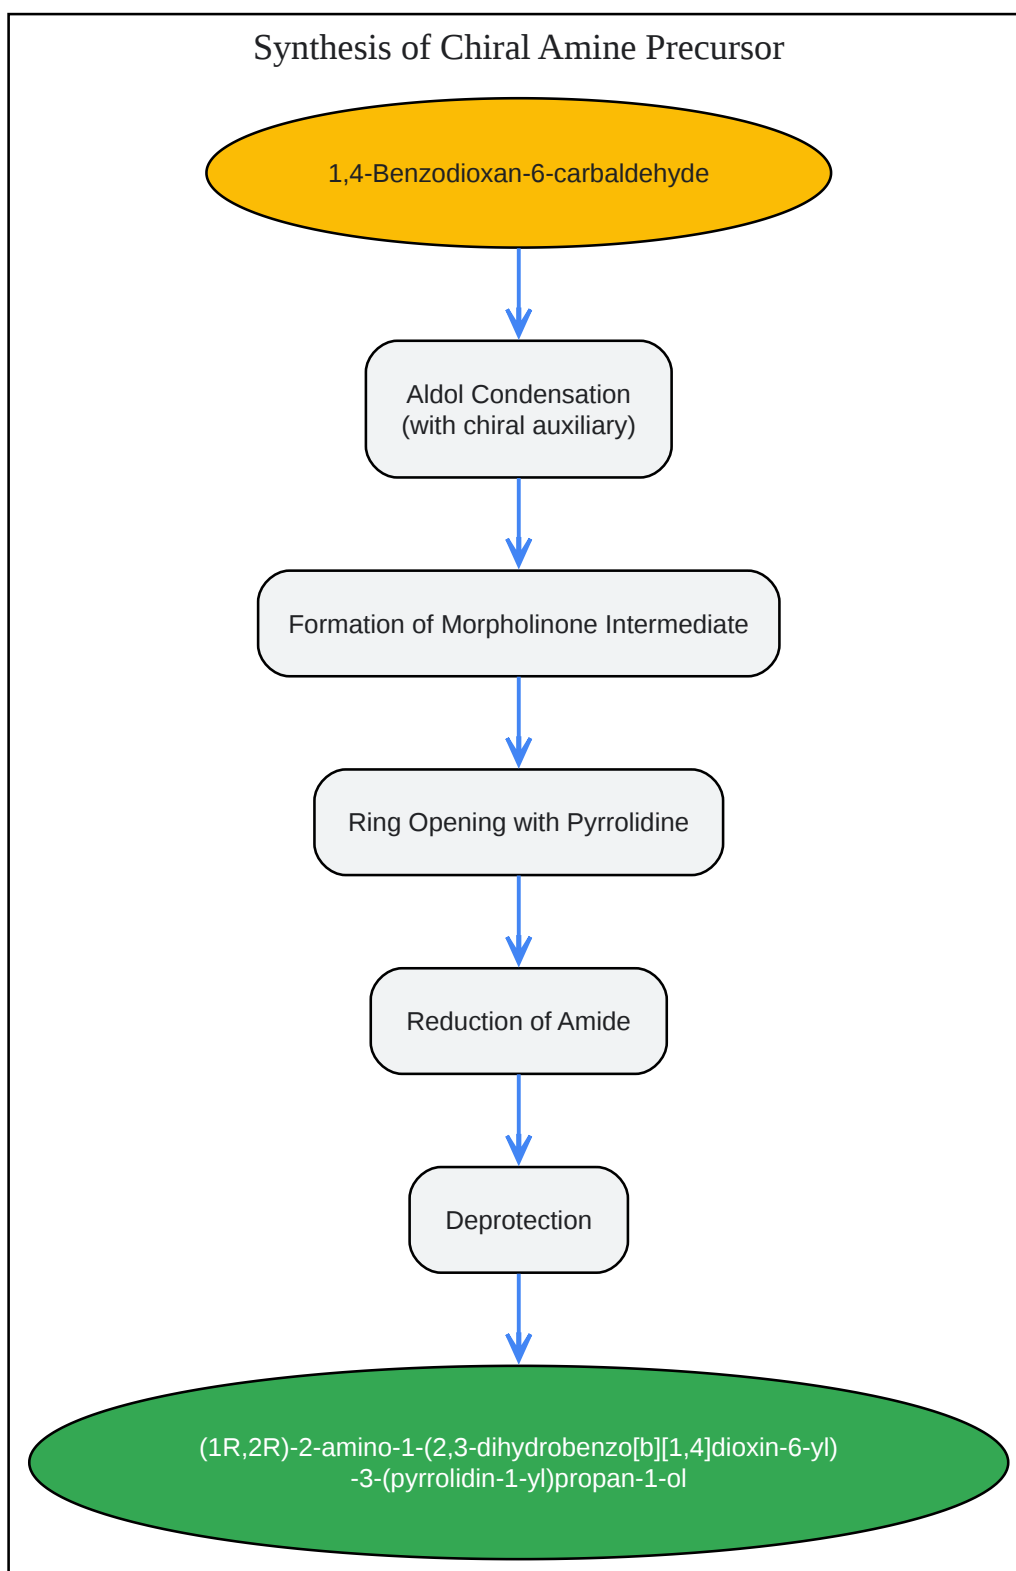 Synthesis of Chiral Amine Precursor
1,4-Benzodioxan-6-carbaldehyde
Aldol Condensation
(with chiral auxiliary)
Formation of Morpholinone Intermediate
Ring Opening with Pyrrolidine
Reduction of Amide
Deprotection
(1R,2R)-2-amino-1-(2,3-dihydrobenzo[b][1,4]dioxin-6-yl)
-3-(pyrrolidin-1-yl)propan-1-ol